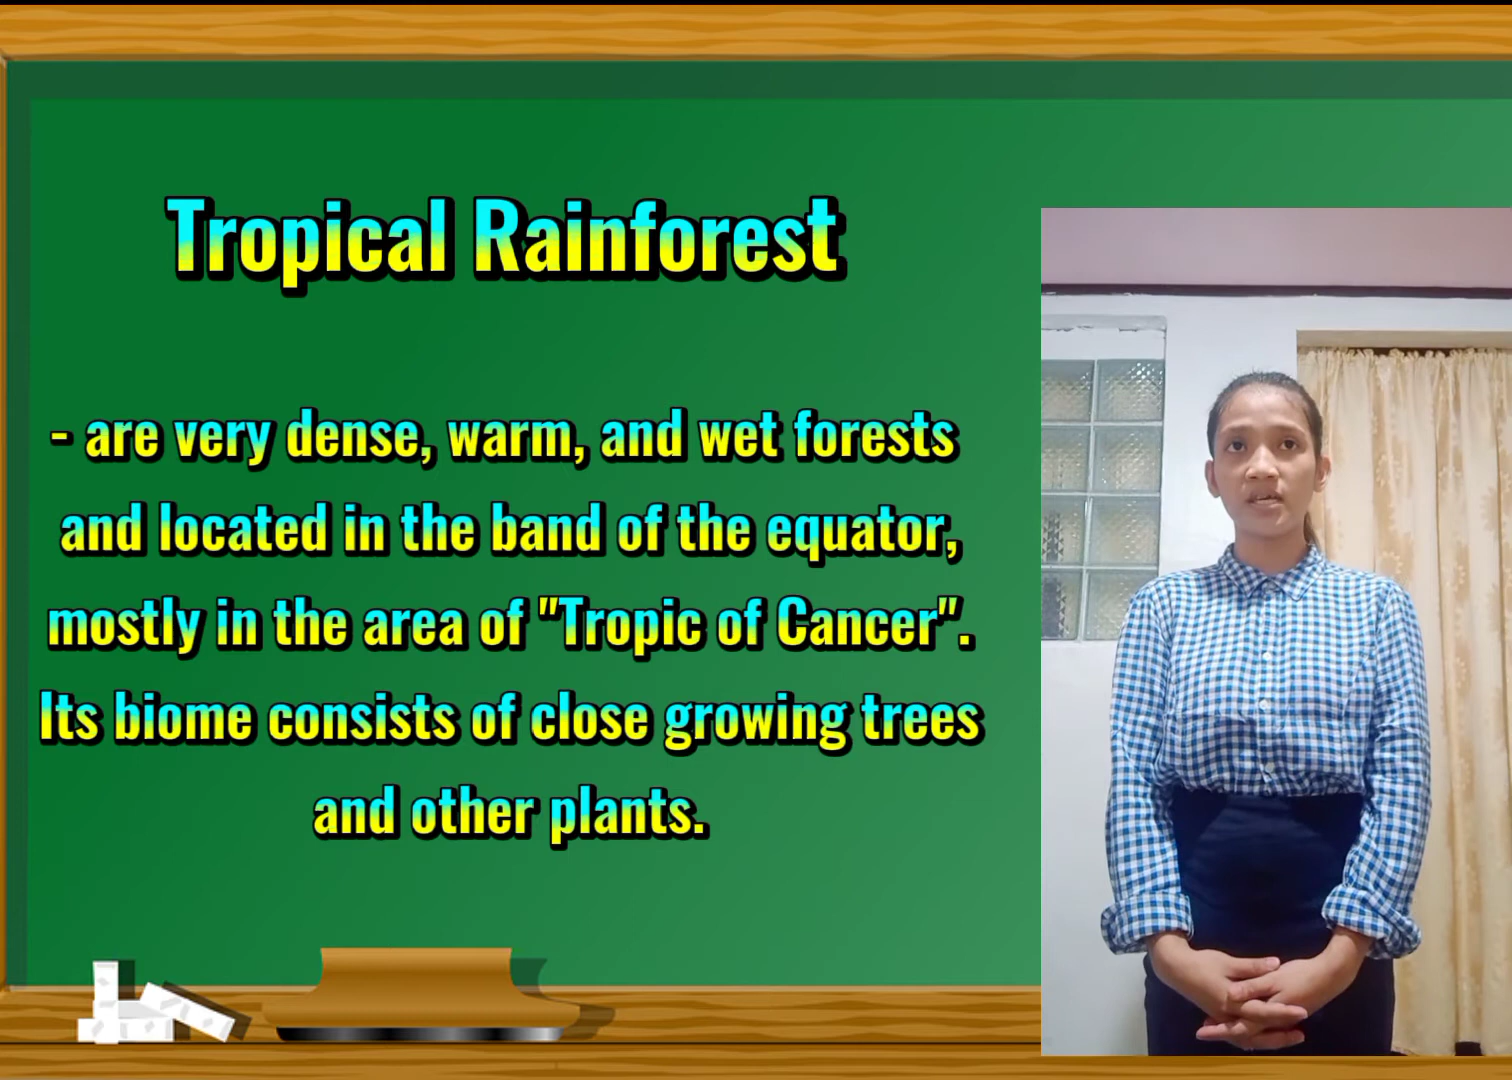 Tropical Rainforest
- are very dense, warm, and wet forests
and located in the band of the equator,
mostly in the area of "Tropic of Cancer".
Its biome consists of close growing trees
and other plants.